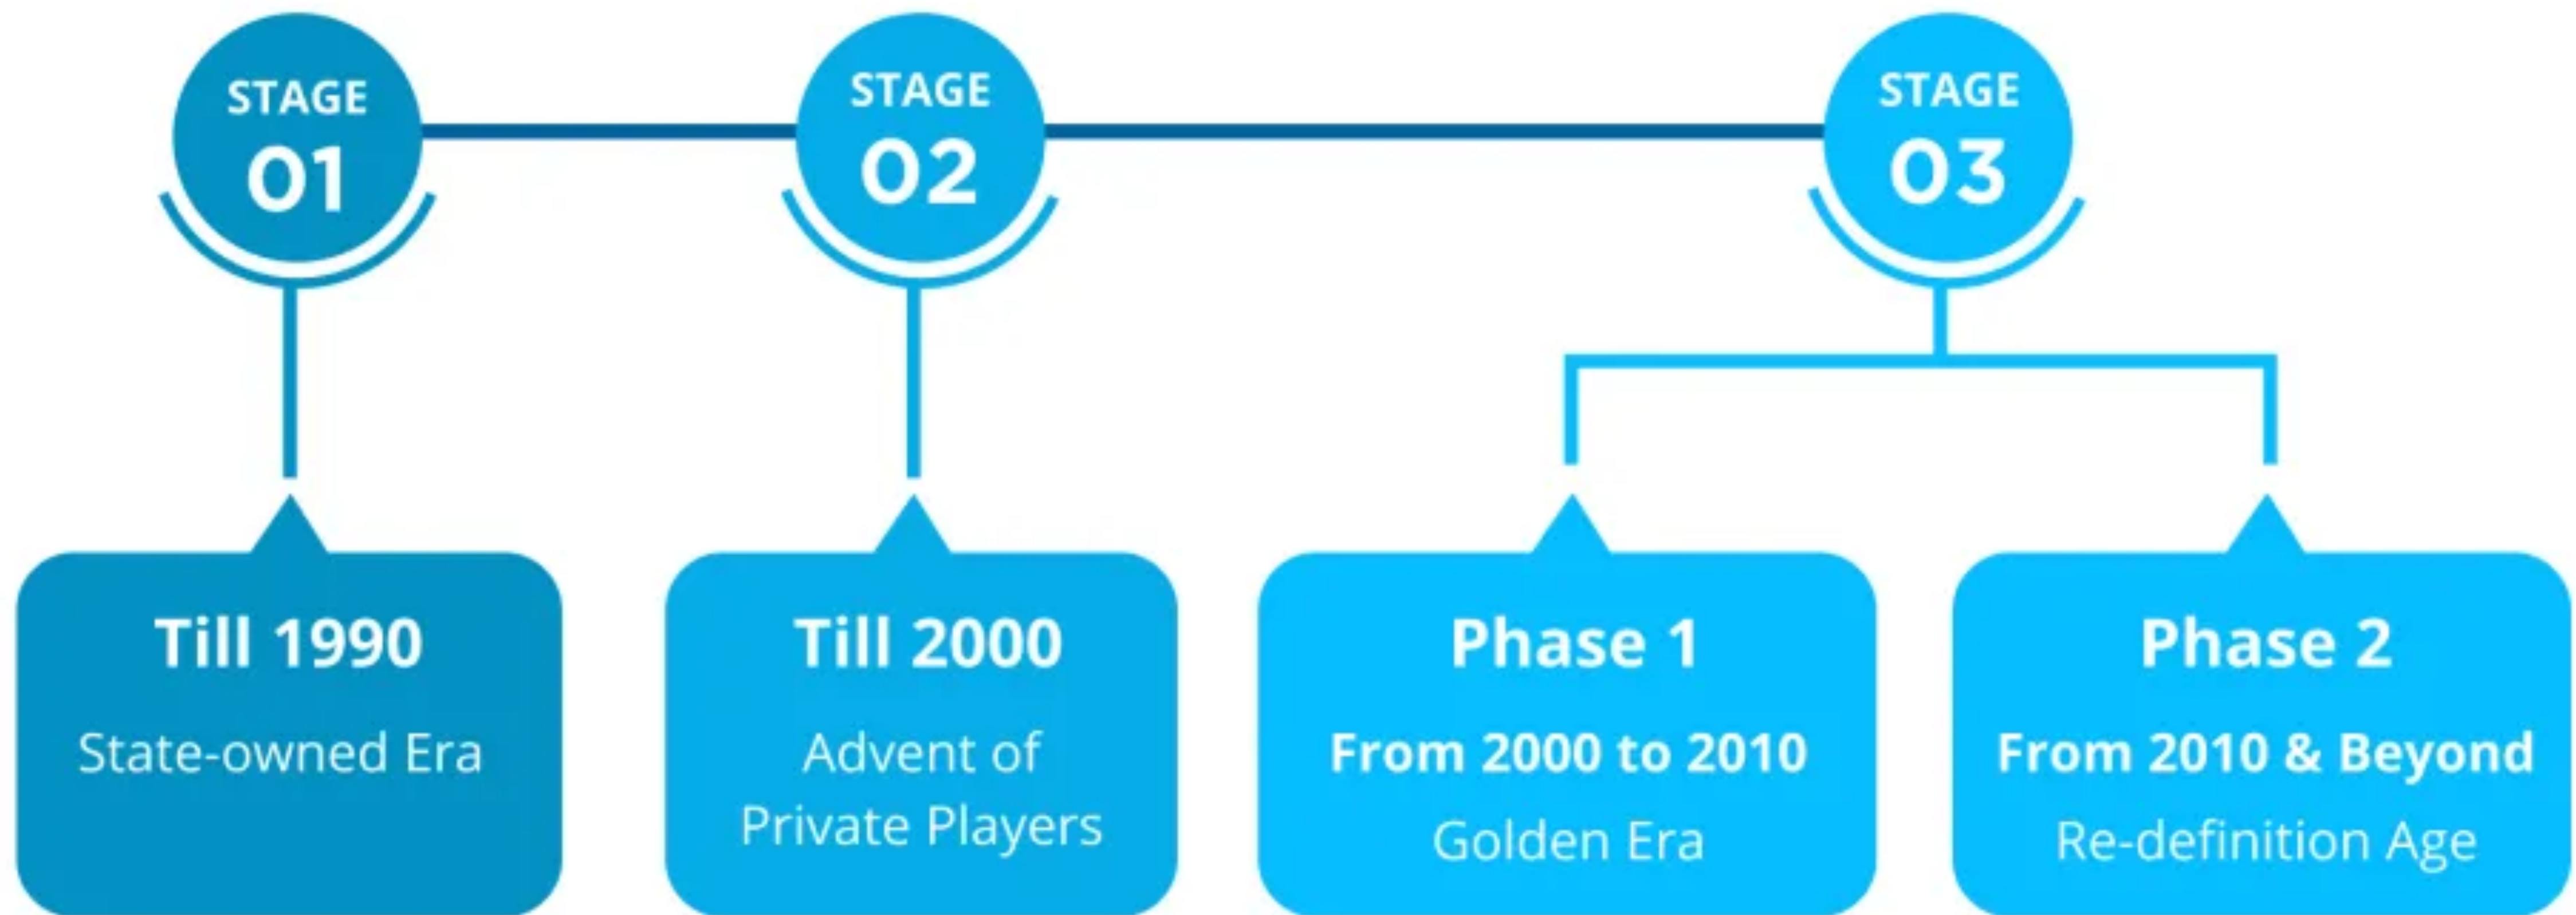 STAGE
01
STAGE
02
STAGE
03
Till 1990
State-owned Era
Till 2000
Advent of
Private Players
Phase 1
From 2000 to 2010
Golden Era
Phase 2
From 2010 & Beyond
Re-definition Age